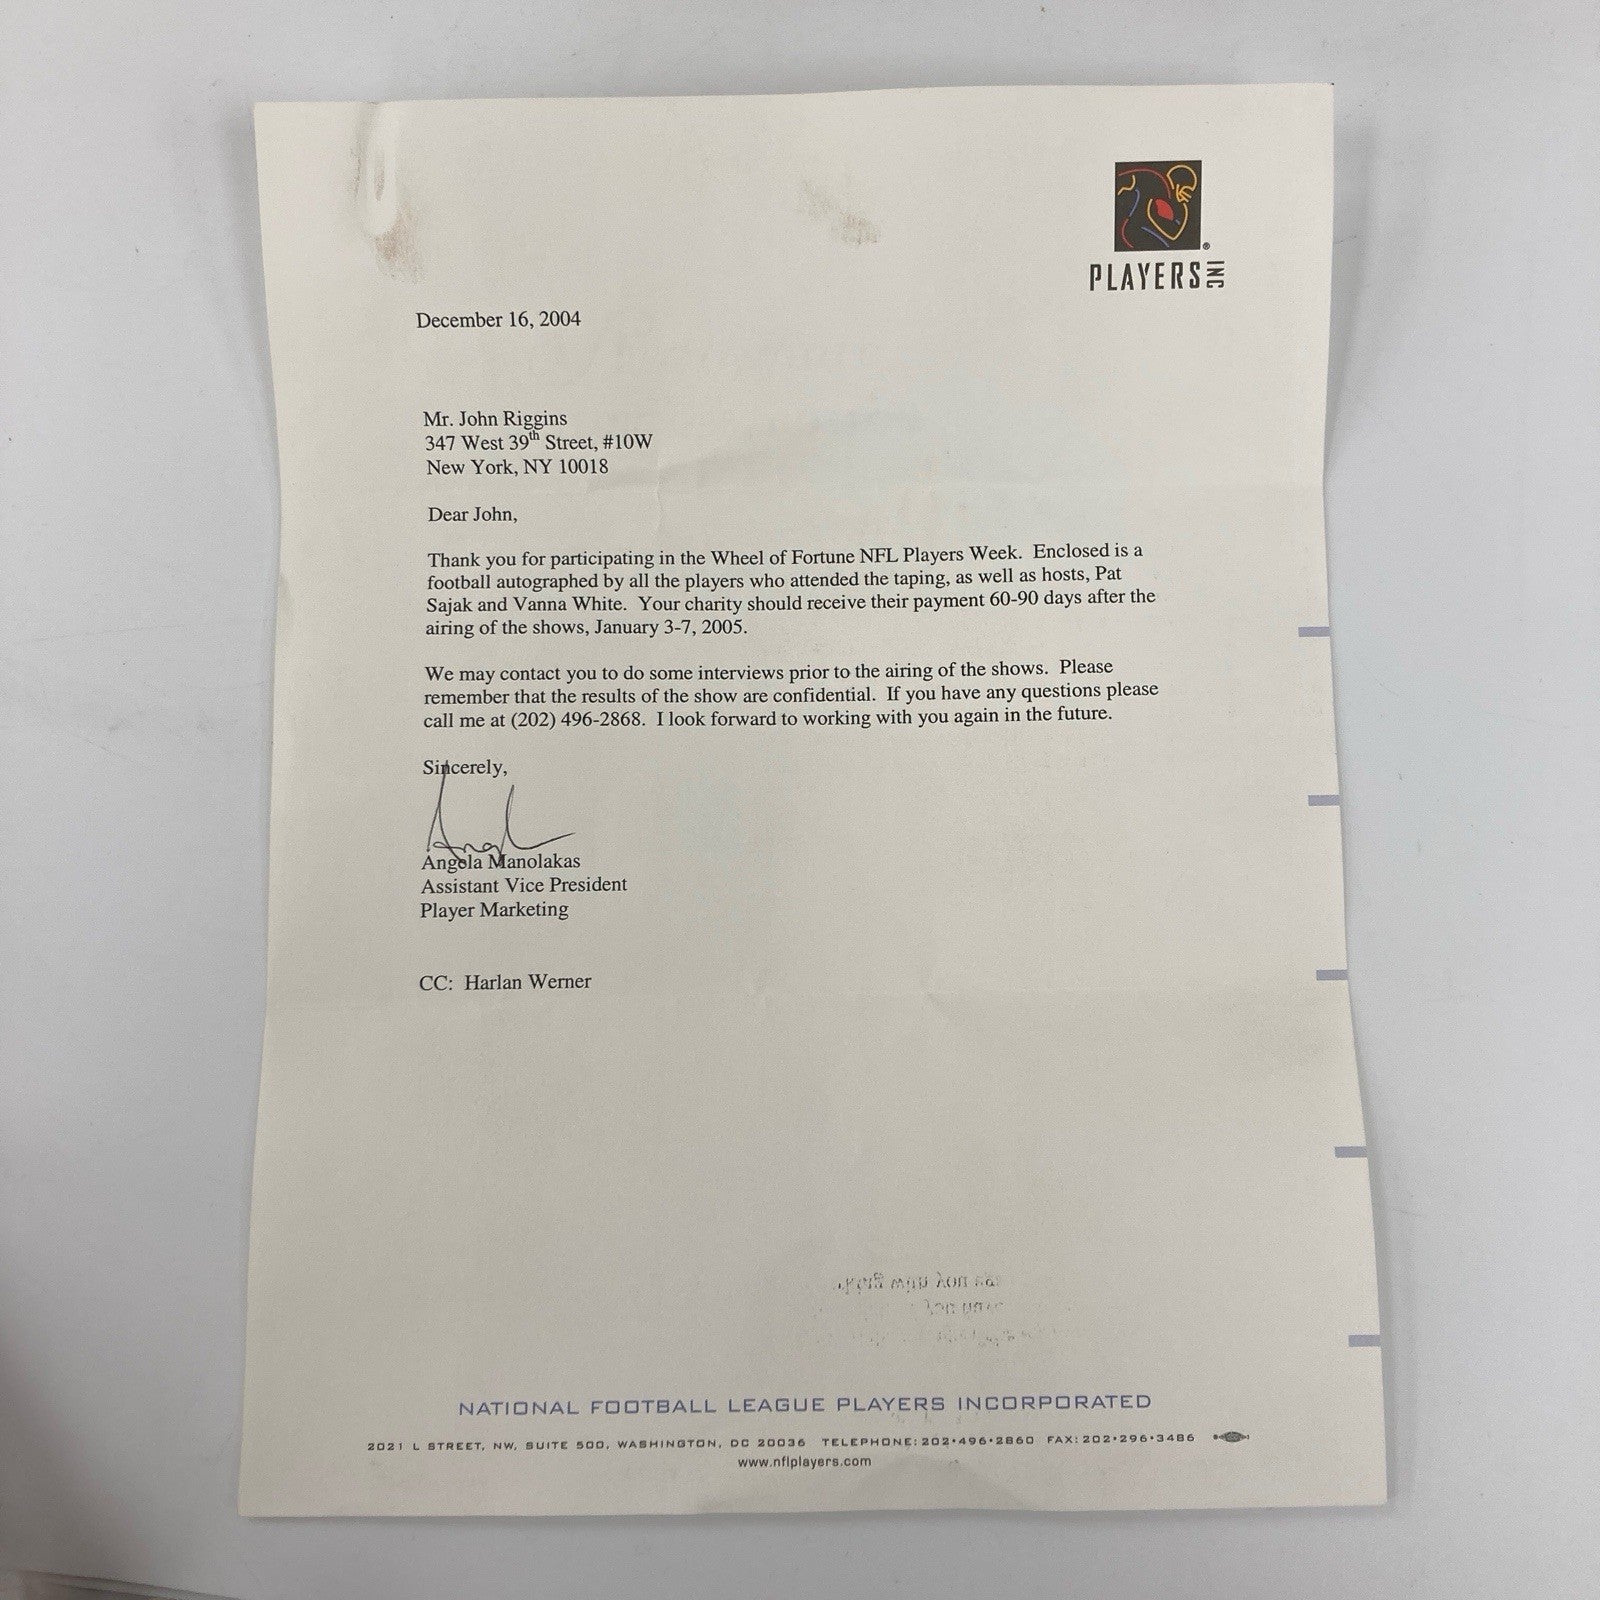 PLAYERS INC
December 16, 2004
Mr. John Riggins
347 West 39th Street, #10W
New York, NY 10018
Dear John,
Thank you for participating in the Wheel of Fortune NFL Players Week. Enclosed is a
football autographed by all the players who attended the taping, as well as hosts, Pat
Sajak and Vanna White. Your charity should receive their payment 60-90 days after the
airing of the shows, January 3-7, 2005.
We may contact you to do some interviews prior to the airing of the shows. Please
remember that the results of the show are confidential. If you have any questions please
call me at (202) 496-2868. I look forward to working with you again in the future.
Sincerely,
Angela Manolakas
Assistant Vice President
Player Marketing
CC: Harlan Werner
NATIONAL FOOTBALL LEAGUE PLAYERS INCORPORATED
2021 L STREET, NW, SUITE 500, WASHINGTON, DC 20036 TELEPHONE: 202•496•2860 FAX: 202•296•3486
www.nflplayers.com